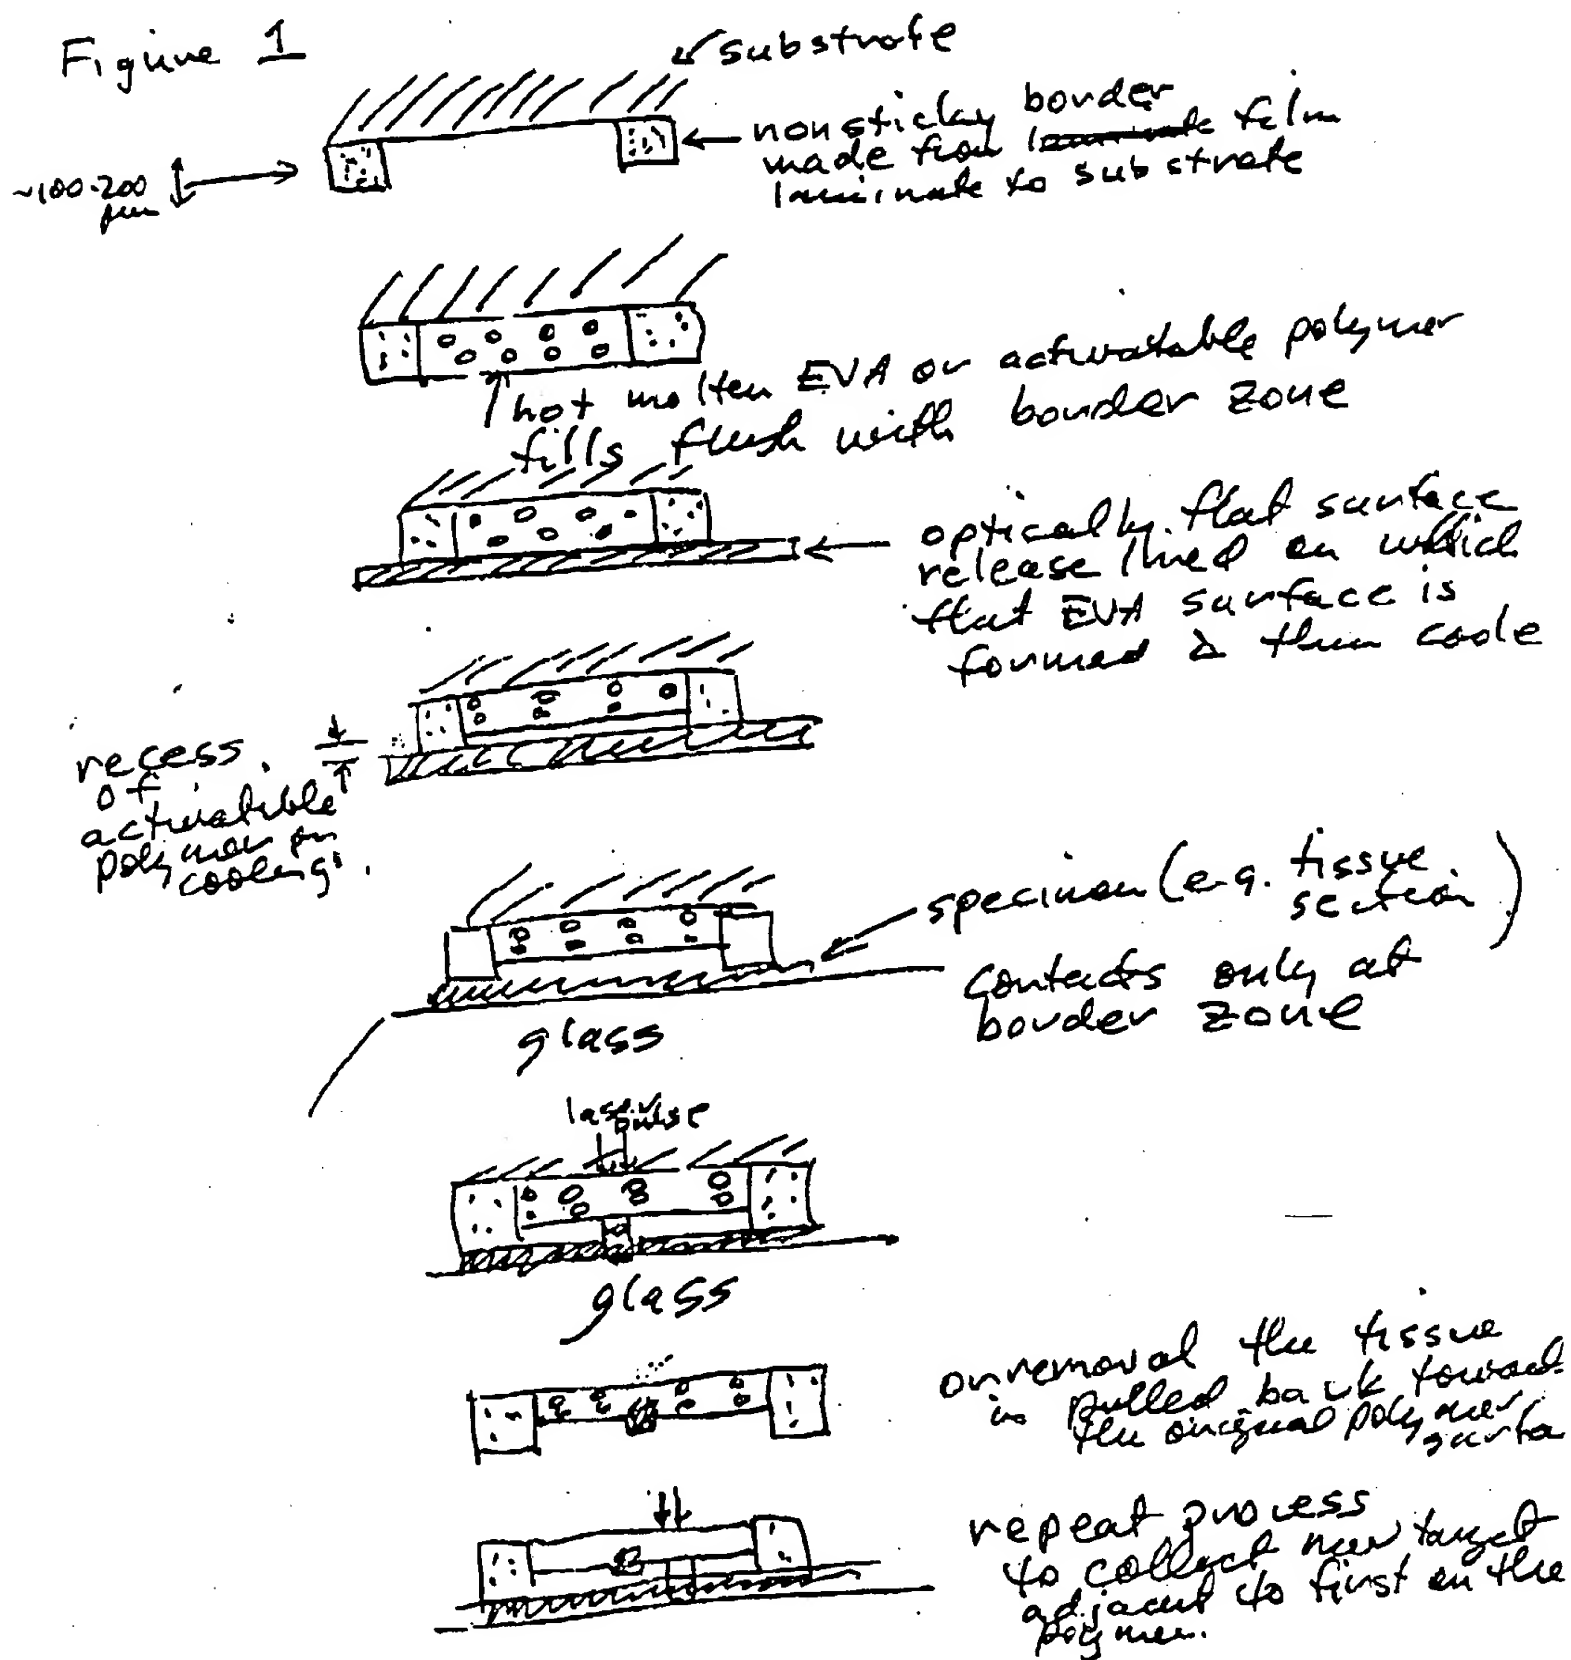 Figure 1
substrate
nonsticky border
made from laminate film
laminate to substrate
~100-200
µm
hot molten EVA or activatable polymer
fills flush with border zone
optically flat surface
release lined on which
flat EVA surface is
formed & then coole
recess
of
activatible
polymer on
cooling
specimen (e.g. tissue
section)
contacts only at
border zone
glass
laser pulse
glass
on removal the tissue
is pulled back toward
the original polymer
surfa
repeat process
to collect new target
adjacent to first on the
polymer.